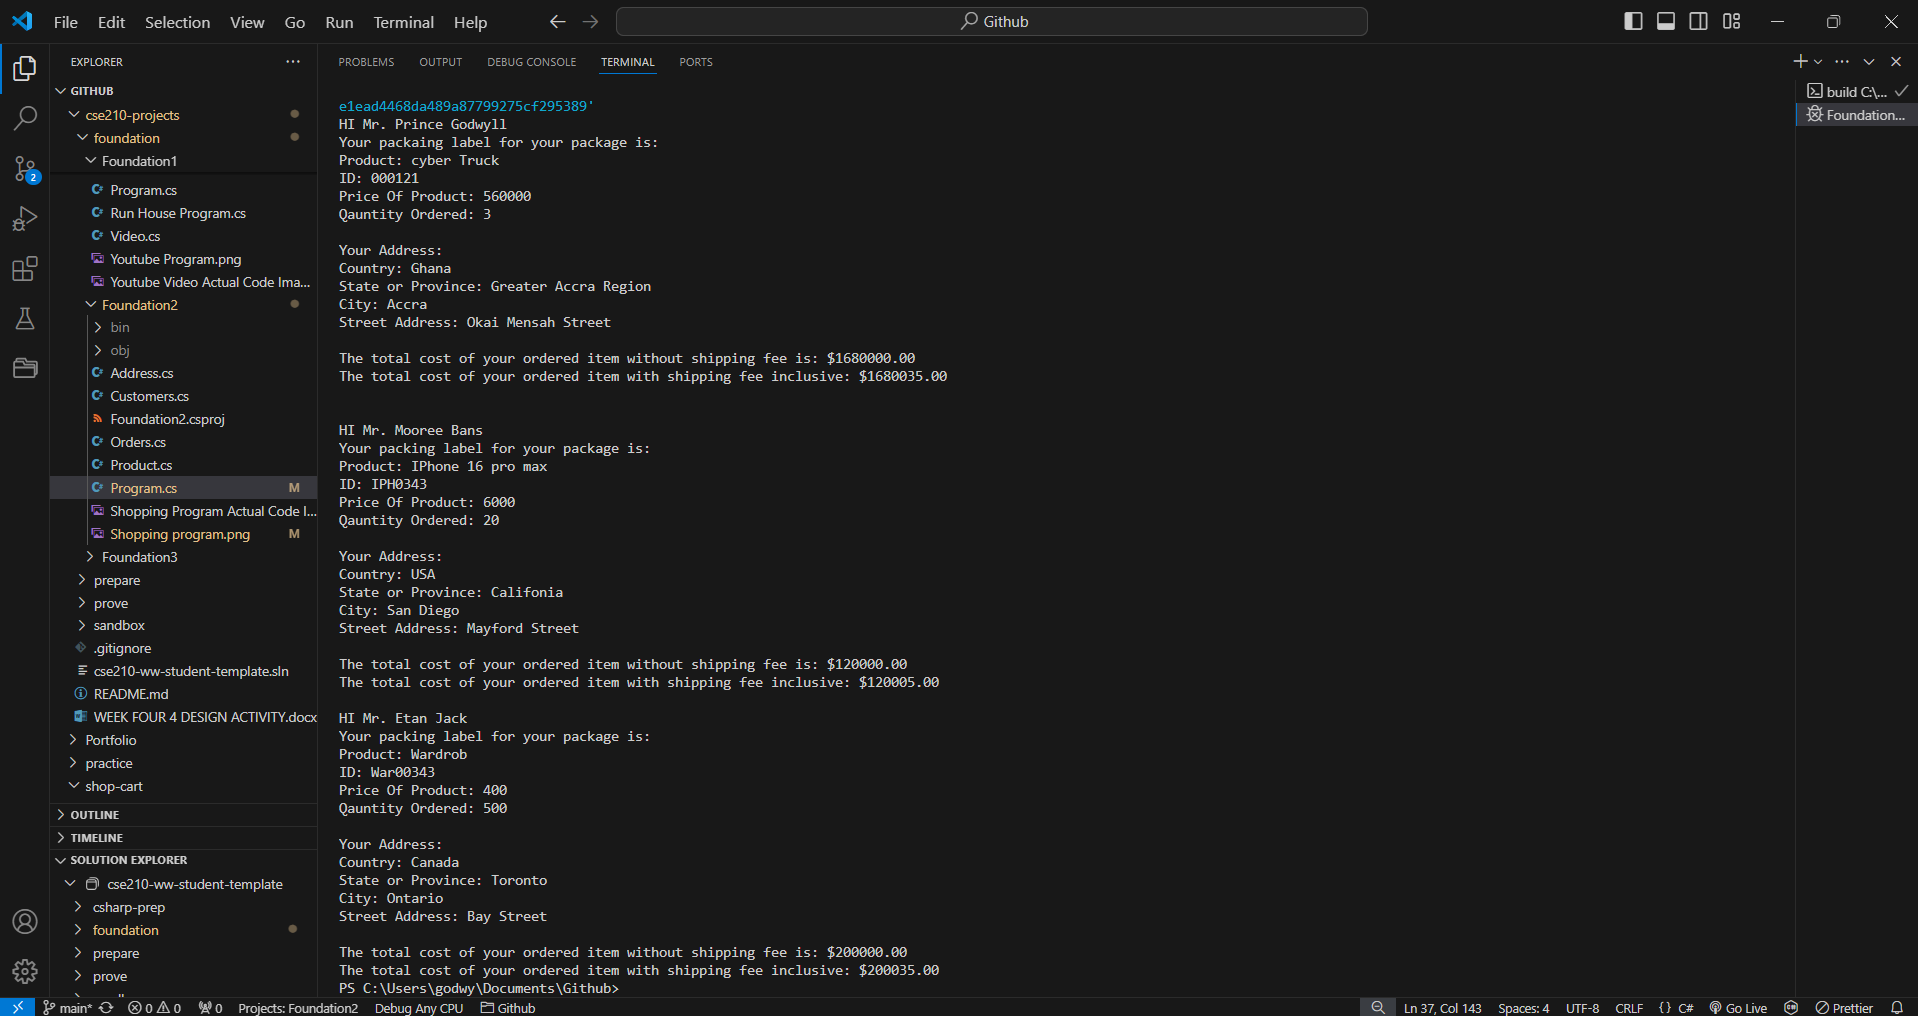 File Edit Selection View Go Run Terminal Help
Github
EXPLORER
GITHUB
cse210-projects
foundation
Foundation1
Program.cs
Run House Program.cs
Video.cs
Youtube Program.png
Youtube Video Actual Code Ima...
Foundation2
bin
obj
Address.cs
Customers.cs
Foundation2.csproj
Orders.cs
Product.cs
Program.cs M
Shopping Program Actual Code I...
Shopping program.png M
Foundation3
prepare
prove
sandbox
.gitignore
cse210-ww-student-template.sln
README.md
WEEK FOUR 4 DESIGN ACTIVITY.docx
Portfolio
practice
shop-cart
OUTLINE
TIMELINE
SOLUTION EXPLORER
cse210-ww-student-template
csharp-prep
foundation
prepare
prove
2
PROBLEMS OUTPUT DEBUG CONSOLE TERMINAL PORTS
e1ead4468da489a87799275cf295389'
HI Mr. Prince Godwyll
Your packaing label for your package is:
Product: cyber Truck
ID: 000121
Price Of Product: 560000
Qauntity Ordered: 3
Your Address:
Country: Ghana
State or Province: Greater Accra Region
City: Accra
Street Address: Okai Mensah Street
The total cost of your ordered item without shipping fee is: $1680000.00
The total cost of your ordered item with shipping fee inclusive: $1680035.00
HI Mr. Mooree Bans
Your packing label for your package is:
Product: IPhone 16 pro max
ID: IPH0343
Price Of Product: 6000
Qauntity Ordered: 20
Your Address:
Country: USA
State or Province: Califonia
City: San Diego
Street Address: Mayford Street
The total cost of your ordered item without shipping fee is: $120000.00
The total cost of your ordered item with shipping fee inclusive: $120005.00
HI Mr. Etan Jack
Your packing label for your package is:
Product: Wardrob
ID: War00343
Price Of Product: 400
Qauntity Ordered: 500
Your Address:
Country: Canada
State or Province: Toronto
City: Ontario
Street Address: Bay Street
The total cost of your ordered item without shipping fee is: $200000.00
The total cost of your ordered item with shipping fee inclusive: $200035.00
PS C:\Users\godwy\Documents\Github>
build C:\...
Foundation...
main* 0 0 0 Projects: Foundation2 Debug Any CPU Github Ln 37, Col 143 Spaces: 4 UTF-8 CRLF {} C# Go Live Prettier